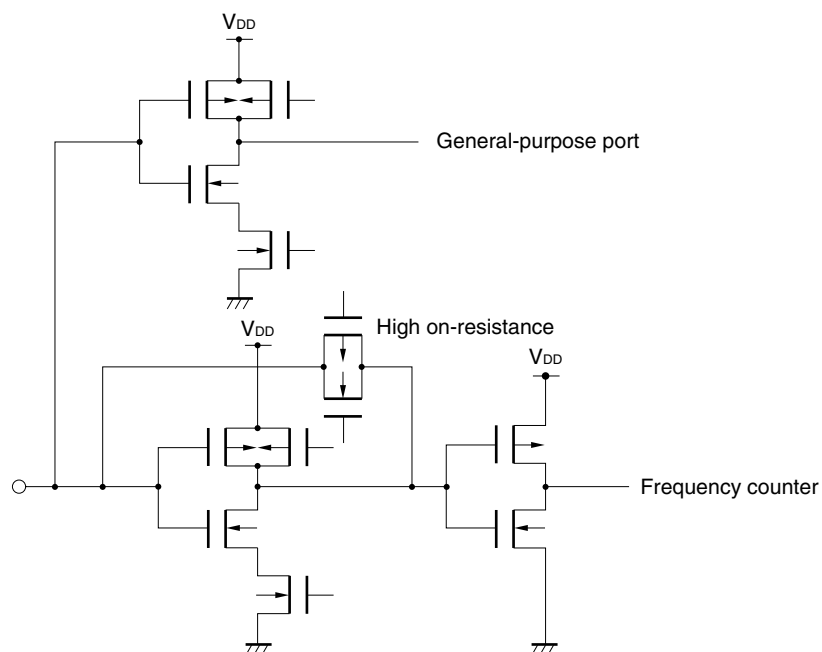 VDD
General-purpose port
High on-resistance
VDD
VDD
Frequency counter